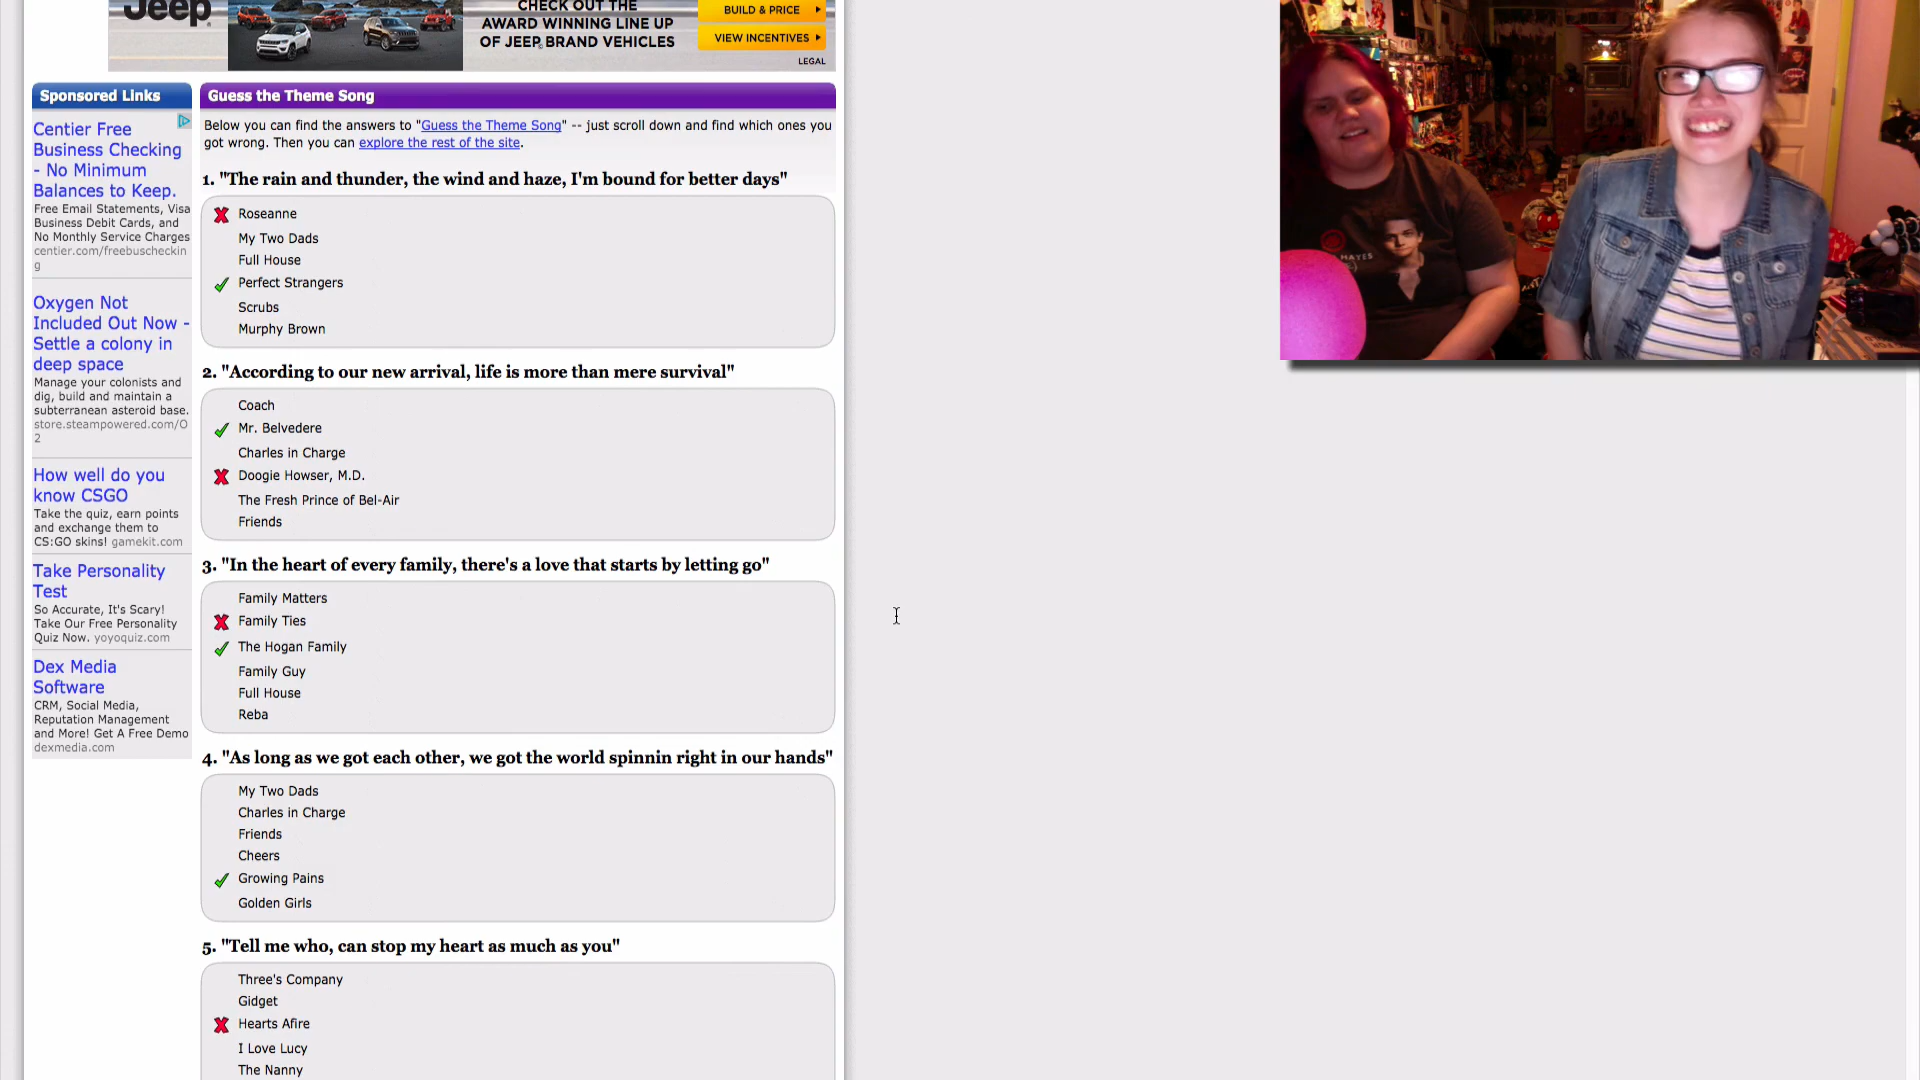 Jeep
CHECK OUT THE
AWARD WINNING LINE UP
OF JEEP BRAND VEHICLES
BUILD & PRICE
VIEW INCENTIVES
LEGAL
Sponsored Links
Centier Free
Business Checking
- No Minimum
Balances to Keep.
Free Email Statements, Visa
Business Debit Cards, and
No Monthly Service Charges
centier.com/freebuscheckin
g
Oxygen Not
Included Out Now -
Settle a colony in
deep space
Manage your colonists and
dig, build and maintain a
subterranean asteroid base.
store.steampowered.com/O
2
How well do you
know CSGO
Take the quiz, earn points
and exchange them to
CS:GO skins! gamekit.com
Take Personality
Test
So Accurate, It's Scary!
Take Our Free Personality
Quiz Now. yoyoquiz.com
Dex Media
Software
CRM, Social Media,
Reputation Management
and More! Get A Free Demo
dexmedia.com
Guess the Theme Song
Below you can find the answers to "Guess the Theme Song" -- just scroll down and find which ones you
got wrong. Then you can explore the rest of the site.
1. "The rain and thunder, the wind and haze, I'm bound for better days"
Roseanne
My Two Dads
Full House
Perfect Strangers
Scrubs
Murphy Brown
2. "According to our new arrival, life is more than mere survival"
Coach
Mr. Belvedere
Charles in Charge
Doogie Howser, M.D.
The Fresh Prince of Bel-Air
Friends
3. "In the heart of every family, there's a love that starts by letting go"
Family Matters
Family Ties
The Hogan Family
Family Guy
Full House
Reba
4. "As long as we got each other, we got the world spinnin right in our hands"
My Two Dads
Charles in Charge
Friends
Cheers
Growing Pains
Golden Girls
5. "Tell me who, can stop my heart as much as you"
Three's Company
Gidget
Hearts Afire
I Love Lucy
The Nanny
HAYES